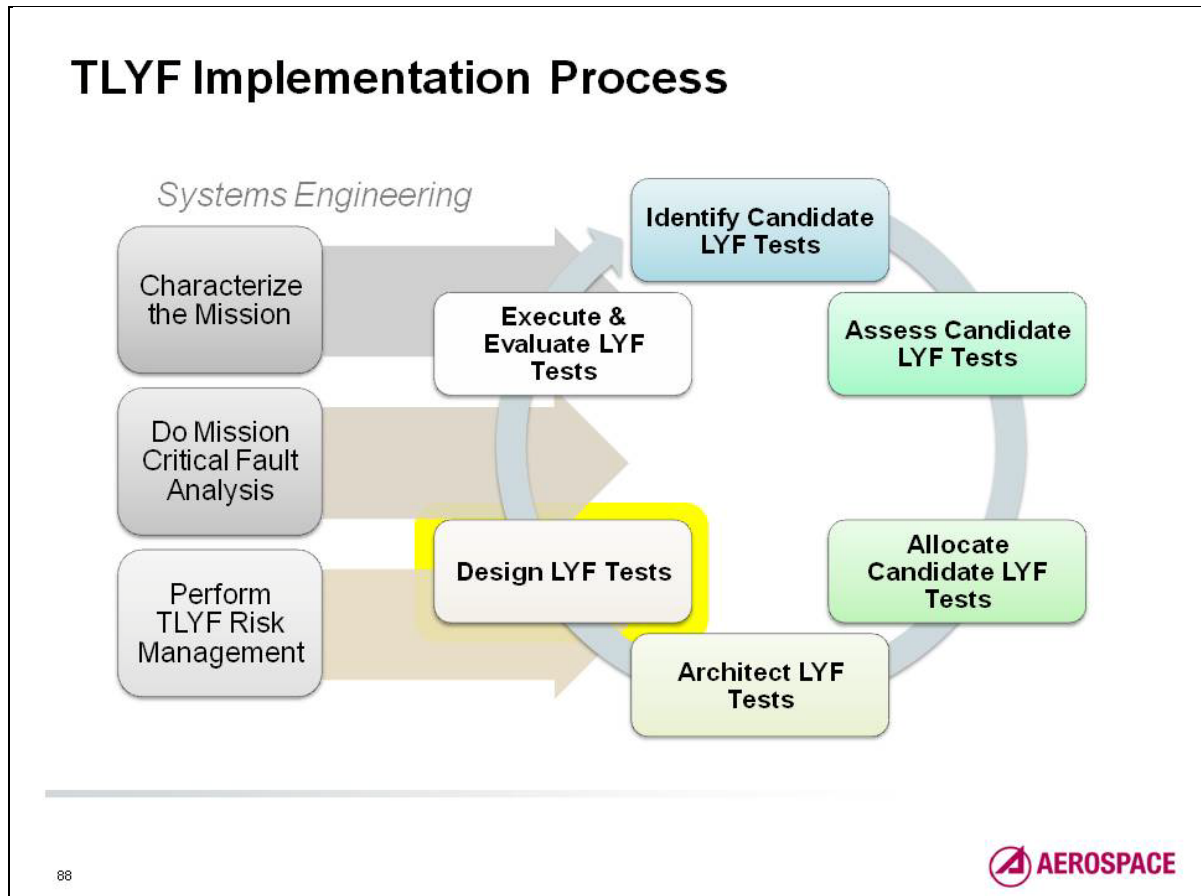 TLYF Implementation Process
Systems Engineering
Characterize
the Mission
Do Mission
Critical Fault
Analysis
Perform
TLYF Risk
Management
Identify Candidate
LYF Tests
Assess Candidate
LYF Tests
Allocate
Candidate LYF
Tests
Architect LYF
Tests
Design LYF Tests
Execute &
Evaluate LYF
Tests
88
AEROSPACE